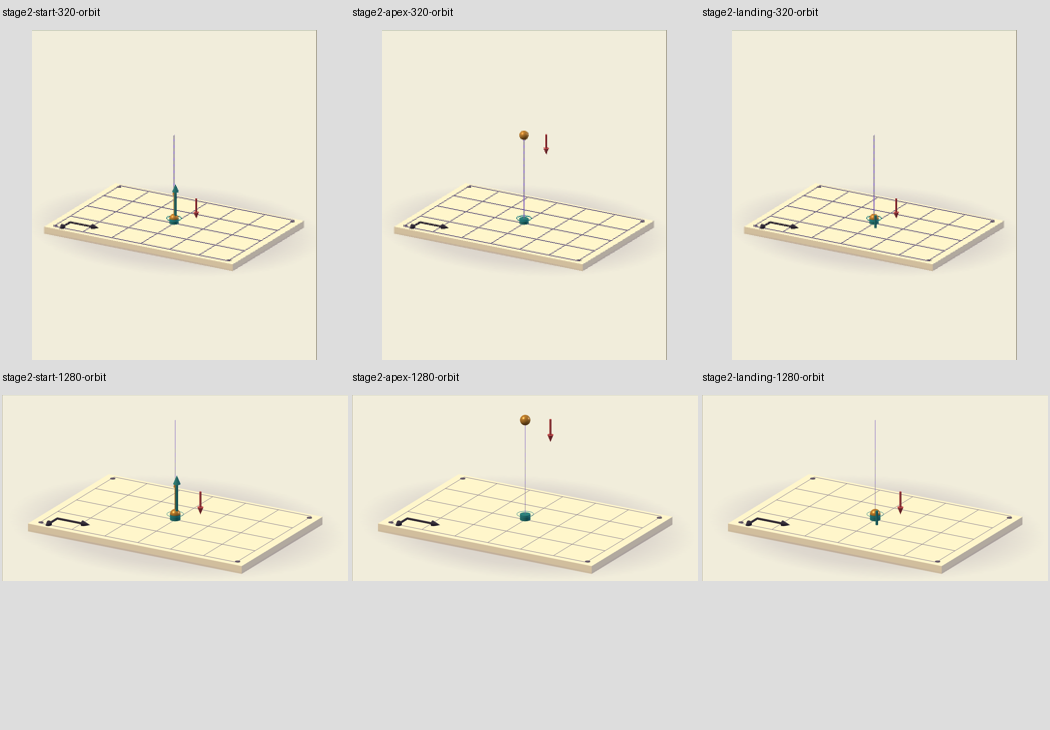 stage2-start-320-orbit
stage2-apex-320-orbit
stage2-landing-320-orbit
stage2-start-1280-orbit
stage2-apex-1280-orbit
stage2-landing-1280-orbit